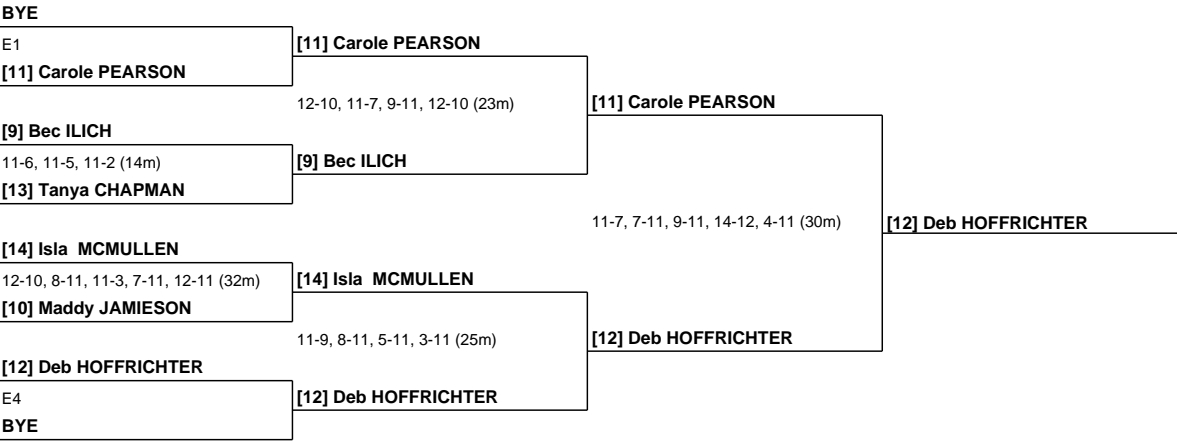 BYE
E1
[11] Carole PEARSON
[9] Bec ILICH
11-6, 11-5, 11-2 (14m)
[13] Tanya CHAPMAN
[14] Isla  MCMULLEN
12-10, 8-11, 11-3, 7-11, 12-11 (32m)
[10] Maddy JAMIESON
[12] Deb HOFFRICHTER
E4
BYE
[11] Carole PEARSON
12-10, 11-7, 9-11, 12-10 (23m)
[9] Bec ILICH
[14] Isla  MCMULLEN
11-9, 8-11, 5-11, 3-11 (25m)
[12] Deb HOFFRICHTER
[11] Carole PEARSON
11-7, 7-11, 9-11, 14-12, 4-11 (30m)
[12] Deb HOFFRICHTER
[12] Deb HOFFRICHTER